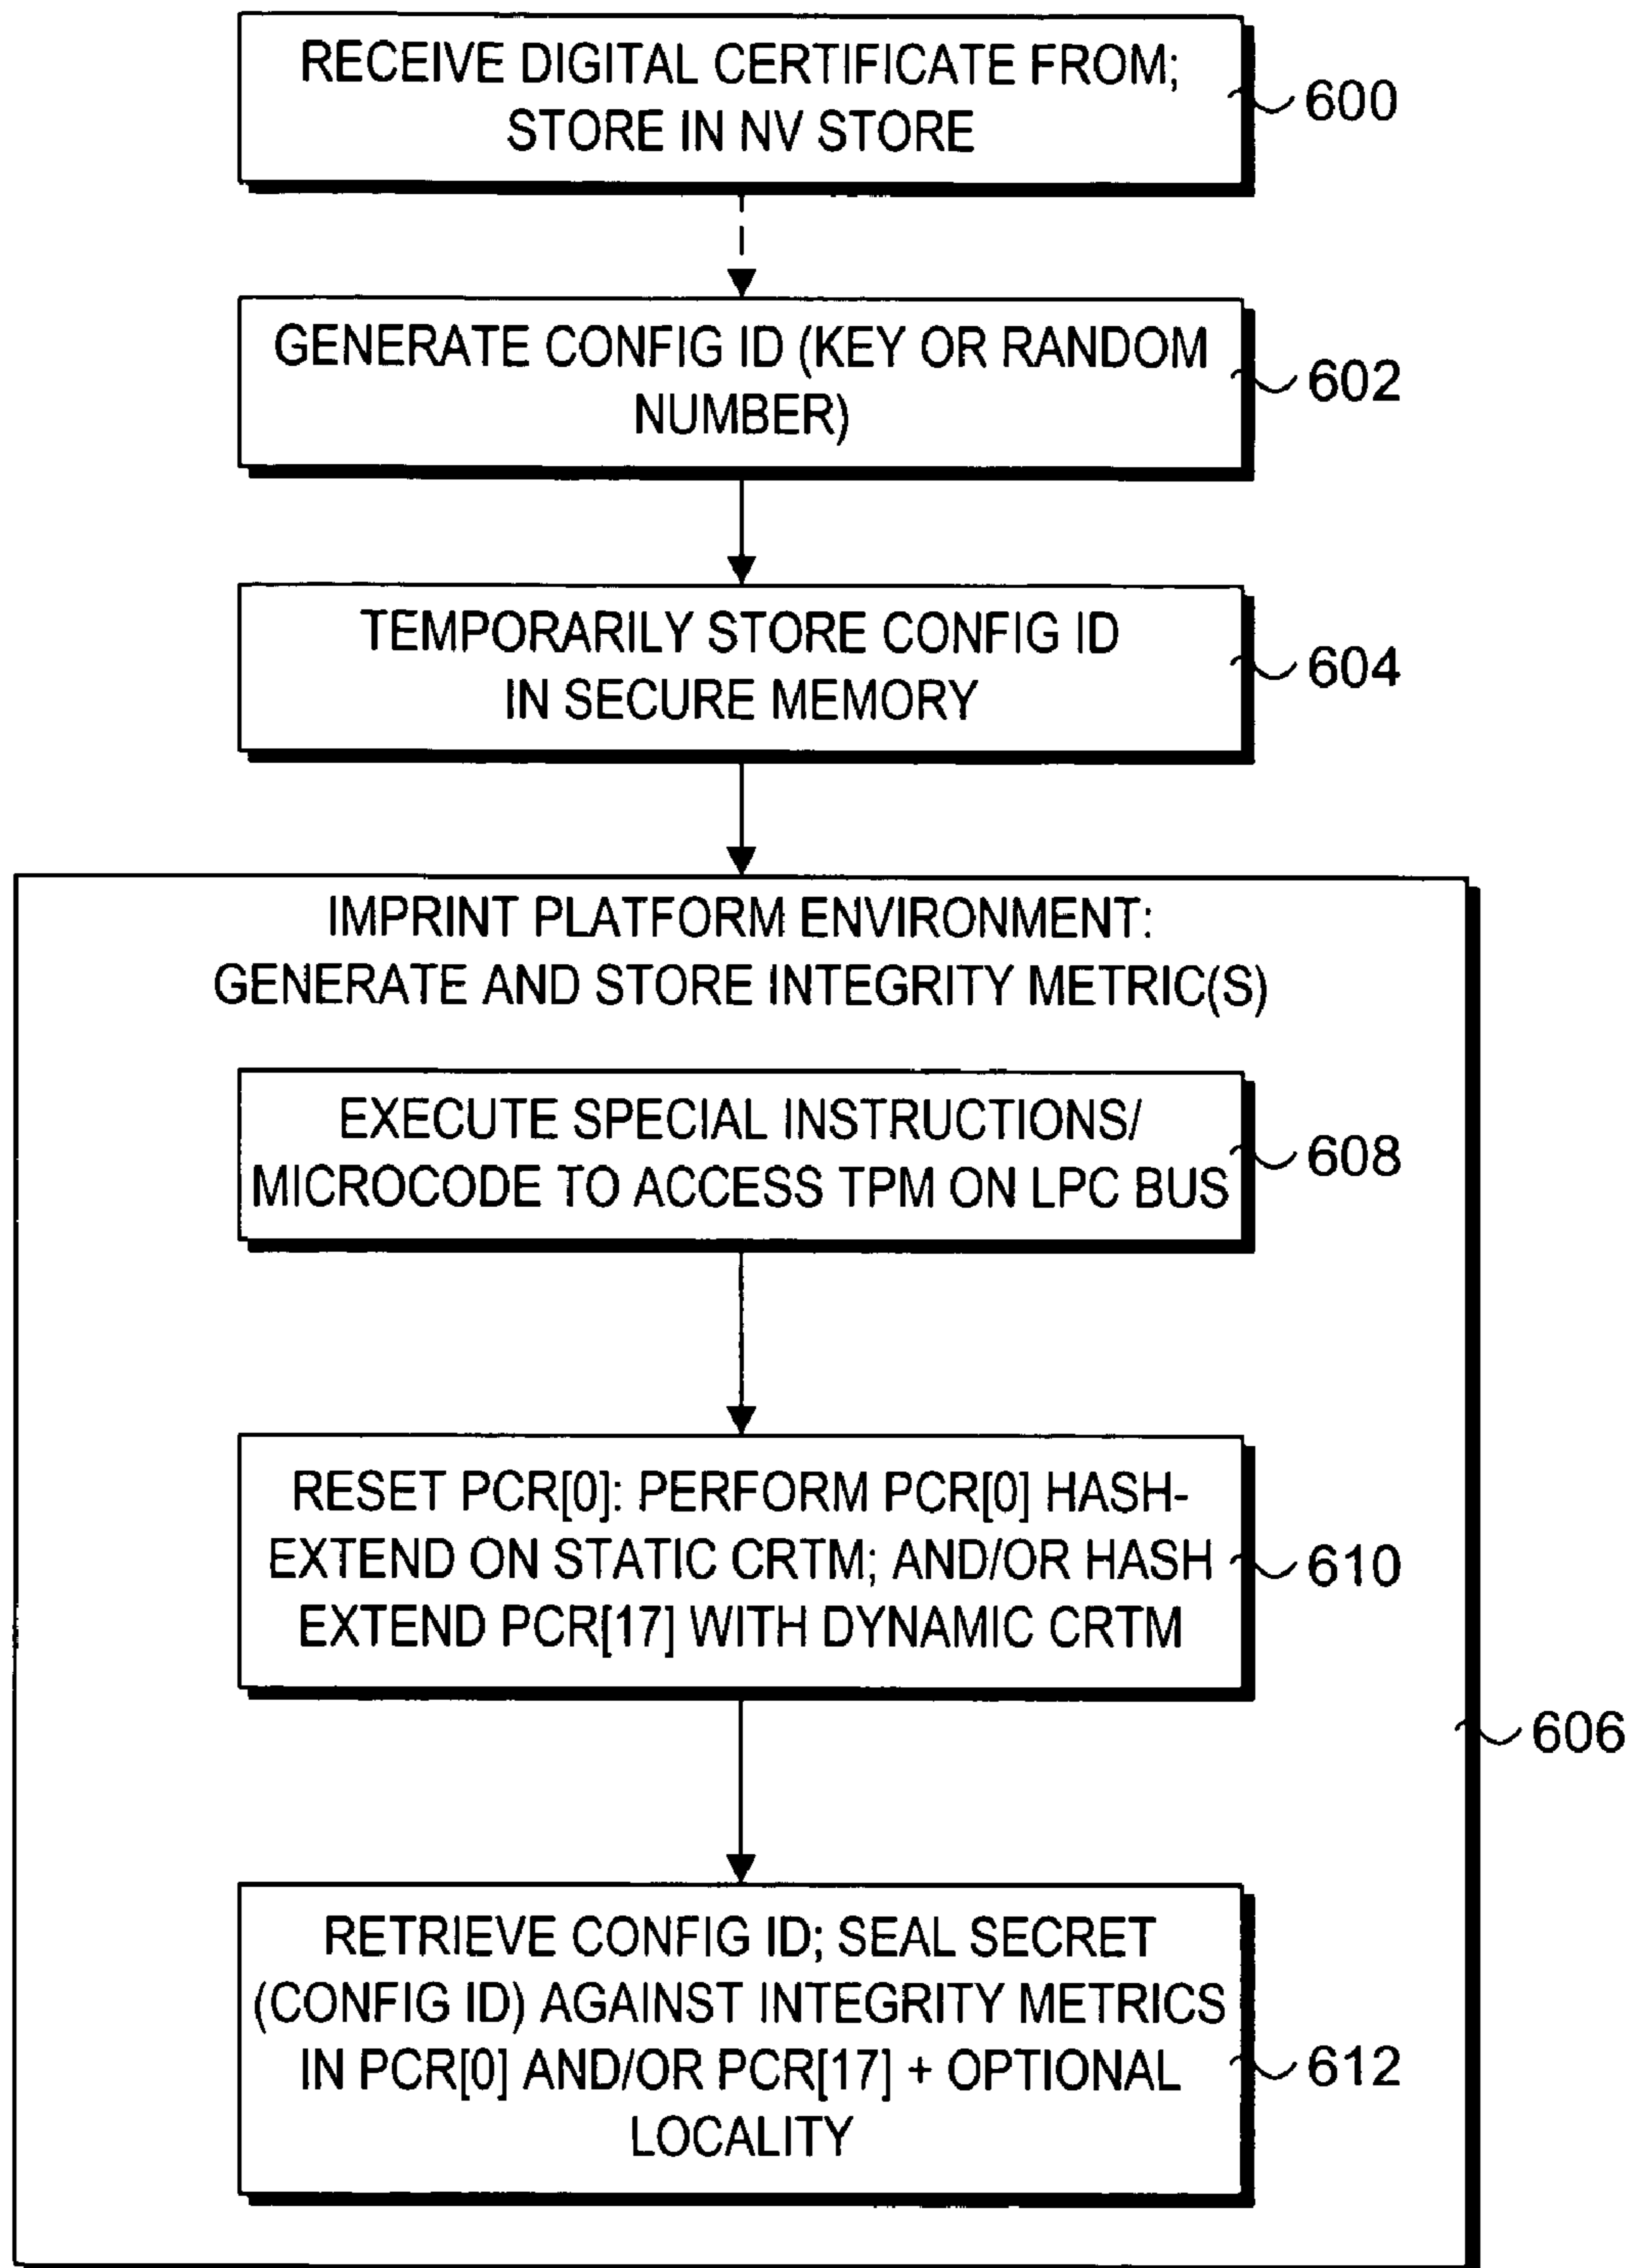 RECEIVE DIGITAL CERTIFICATE FROM;
STORE IN NV STORE
600
GENERATE CONFIG ID (KEY OR RANDOM
NUMBER)
602
TEMPORARILY STORE CONFIG ID
IN SECURE MEMORY
604
IMPRINT PLATFORM ENVIRONMENT:
GENERATE AND STORE INTEGRITY METRIC(S)
EXECUTE SPECIAL INSTRUCTIONS/
MICROCODE TO ACCESS TPM ON LPC BUS
608
RESET PCR[0]: PERFORM PCR[0] HASH-
EXTEND ON STATIC CRTM; AND/OR HASH
EXTEND PCR[17] WITH DYNAMIC CRTM
610
606
RETRIEVE CONFIG ID; SEAL SECRET
(CONFIG ID) AGAINST INTEGRITY METRICS
IN PCR[0] AND/OR PCR[17] + OPTIONAL
LOCALITY
612